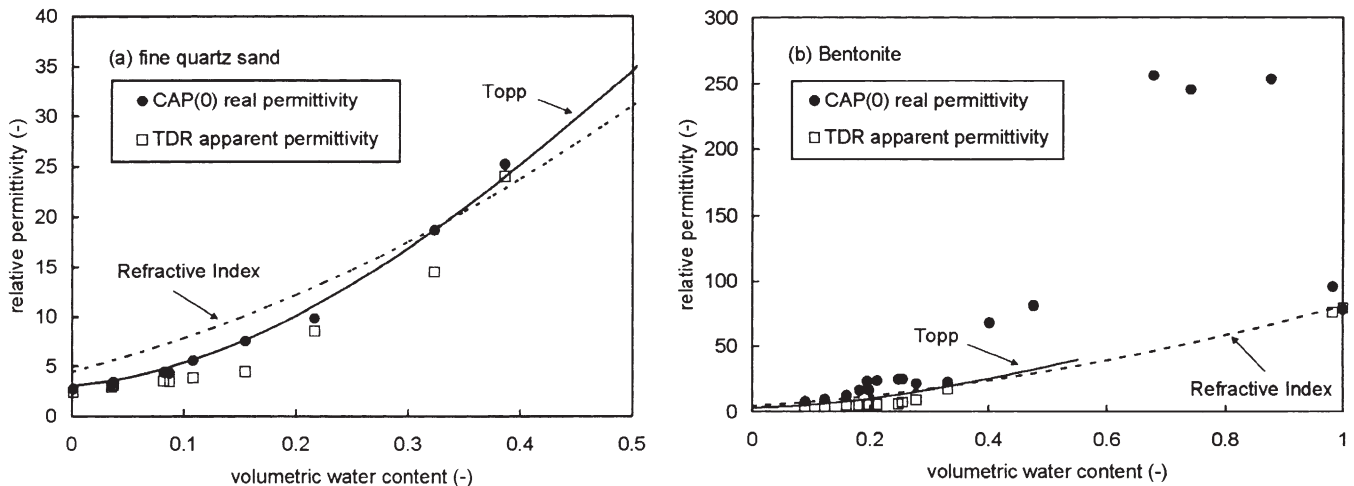 40
35
30
25
20
15
10
5
0
relative permittivity (-)
(a) fine quartz sand
CAP(0) real permittivity
TDR apparent permittivity
Topp
Refractive Index
0 0.1 0.2 0.3 0.4 0.5
volumetric water content (-)
300
250
200
150
100
50
0
relative permittivity (-)
(b) Bentonite
CAP(0) real permittivity
TDR apparent permittivity
Topp
Refractive Index
0 0.2 0.4 0.6 0.8 1
volumetric water content (-)